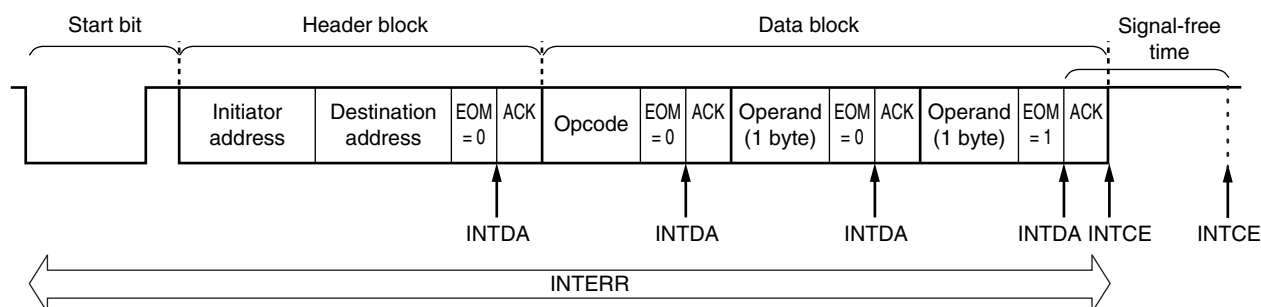 Start bit
Header block
Data block
Signal-free
time
Initiator
address
Destination
address
EOM
= 0
ACK
Opcode
EOM
= 0
ACK
Operand
(1 byte)
EOM
= 0
ACK
Operand
(1 byte)
EOM
= 1
ACK
INTDA
INTDA
INTDA
INTDA
INTCE
INTCE
INTERR